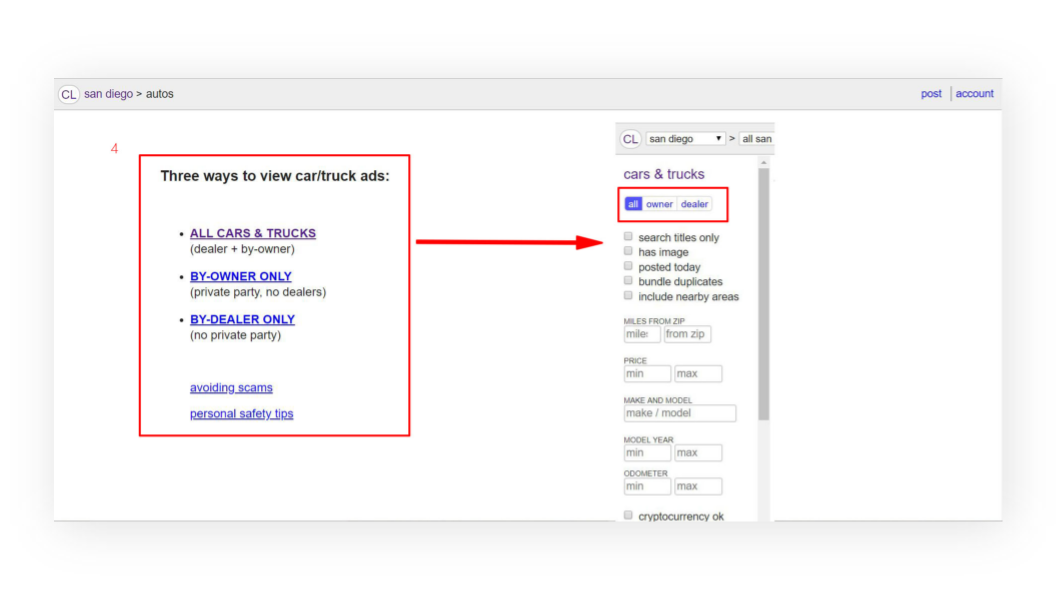 CL san diego > autos
post account
4
Three ways to view car/truck ads:
ALL CARS & TRUCKS
(dealer + by-owner)
BY-OWNER ONLY
(private party, no dealers)
BY-DEALER ONLY
(no private party)
avoiding scams
personal safety tips
CL san diego > all san
cars & trucks
all owner dealer
search titles only
has image
posted today
bundle duplicates
include nearby areas
MILES FROM ZIP
miles from zip
PRICE
min max
MAKE AND MODEL
make / model
MODEL YEAR
min max
ODOMETER
min max
cryptocurrency ok